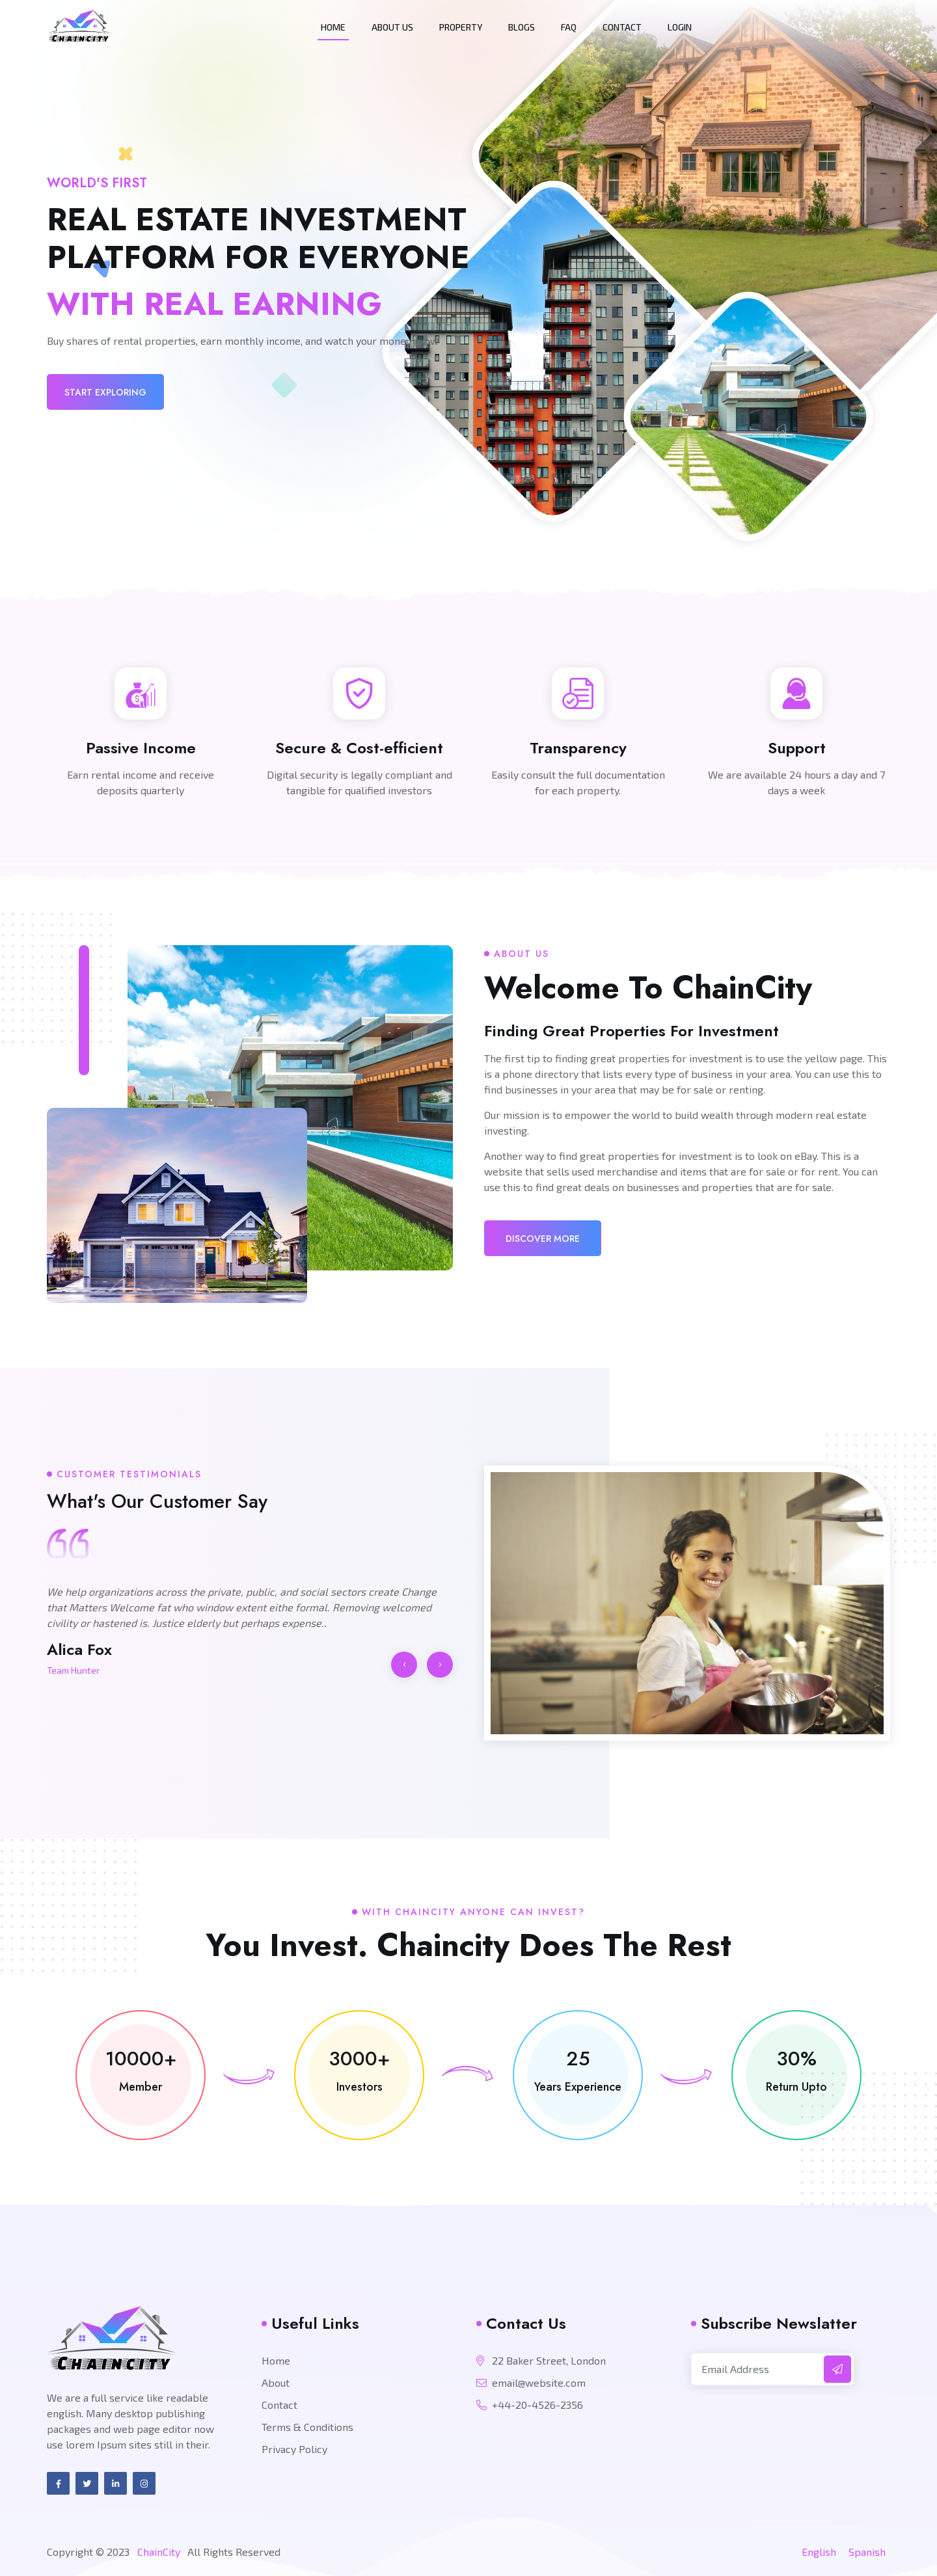 CHAINCITY
HOME ABOUT US PROPERTY BLOGS FAQ CONTACT LOGIN
WORLD'S FIRST
REAL ESTATE INVESTMENT
PLATFORM FOR EVERYONE
WITH REAL EARNING
Buy shares of rental properties, earn monthly income, and watch your money
START EXPLORING
Passive Income
Earn rental income and receive
deposits quarterly
Secure & Cost-efficient
Digital security is legally compliant and
tangible for qualified investors
Transparency
Easily consult the full documentation
for each property.
Support
We are available 24 hours a day and 7
days a week
ABOUT US
Welcome To ChainCity
Finding Great Properties For Investment
The first tip to finding great properties for investment is to use the yellow page. This
is a phone directory that lists every type of business in your area. You can use this to
find businesses in your area that may be for sale or renting.
Our mission is to empower the world to build wealth through modern real estate
investing.
Another way to find great properties for investment is to look on eBay. This is a
website that sells used merchandise and items that are for sale or for rent. You can
use this to find great deals on businesses and properties that are for sale.
DISCOVER MORE
CUSTOMER TESTIMONIALS
What's Our Customer Say
We help organizations across the private, public, and social sectors create Change
that Matters Welcome fat who window extent eithe formal. Removing welcomed
civility or hastened is. Justice elderly but perhaps expense..
Alica Fox
Team Hunter
WITH CHAINCITY ANYONE CAN INVEST?
You Invest. Chaincity Does The Rest
10000+
Member
3000+
Investors
25
Years Experience
30%
Return Upto
CHAINCITY
We are a full service like readable
english. Many desktop publishing
packages and web page editor now
use lorem Ipsum sites still in their.
Useful Links
Home
About
Contact
Terms & Conditions
Privacy Policy
Contact Us
22 Baker Street, London
email@website.com
+44-20-4526-2356
Subscribe Newslatter
Email Address
Copyright © 2023 ChainCity All Rights Reserved
English Spanish